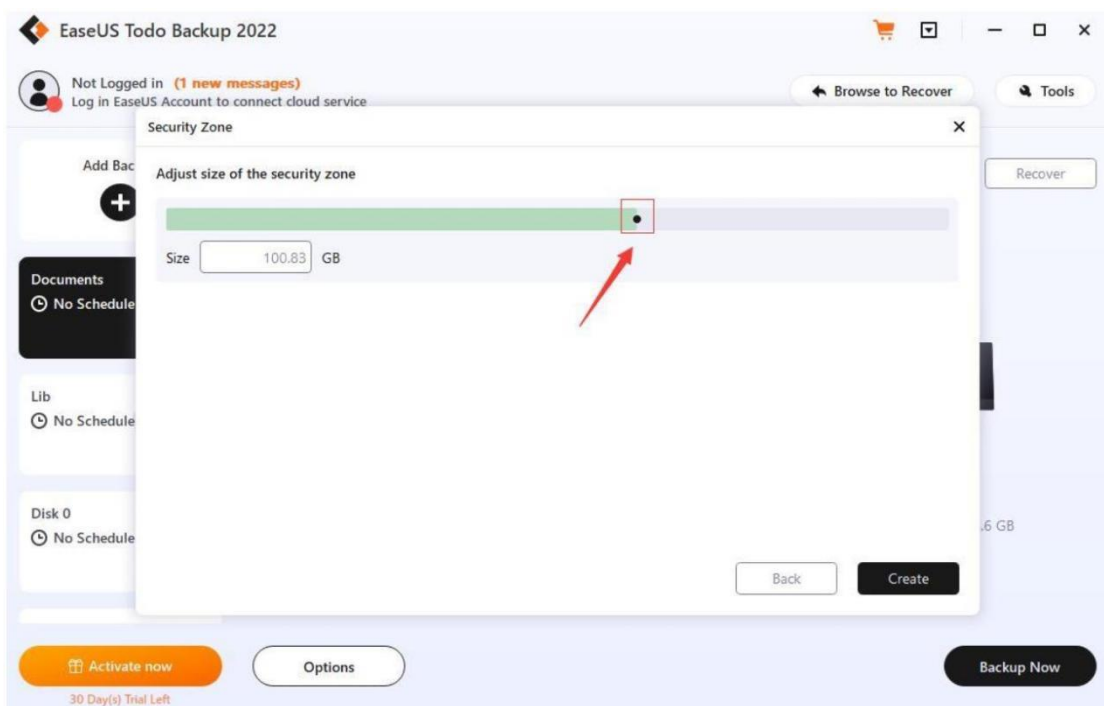 EaseUS Todo Backup 2022
Not Logged in (1 new messages)
Log in EaseUS Account to connect cloud service
Browse to Recover
Tools
Security Zone
Add Bac
Adjust size of the security zone
Recover
Size 100.83 GB
Documents
No Schedule
Lib
No Schedule
Disk 0
No Schedule
.6 GB
Back
Create
Activate now
Options
Backup Now
30 Day(s) Trial Left